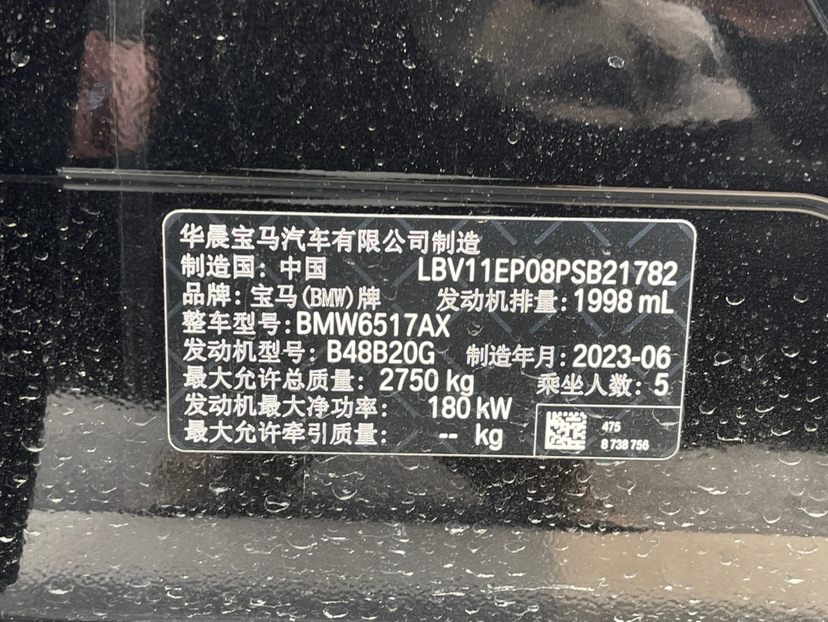 华晨宝马汽车有限公司制造
制造国：中国 LBV11EP08PSB21782
品牌：宝马(BMW)牌 发动机排量：1998 mL
整车型号：BMW6517AX
发动机型号：B48B20G 制造年月：2023-06
最大允许总质量：2750 kg 乘坐人数：5
发动机最大净功率：180 kW
最大允许牵引质量：-- kg
475
8 738 756